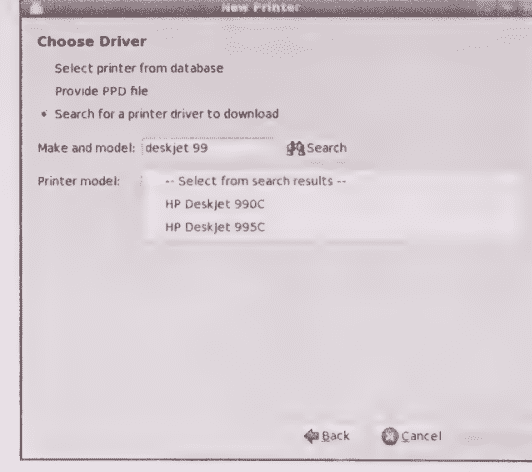 New Printer
Choose Driver
Select printer from database
Provide PPD file
Search for a printer driver to download
Make and model: deskjet 99 Search
Printer model: -- Select from search results --
HP DeskJet 990C
HP DeskJet 995C
Back Cancel